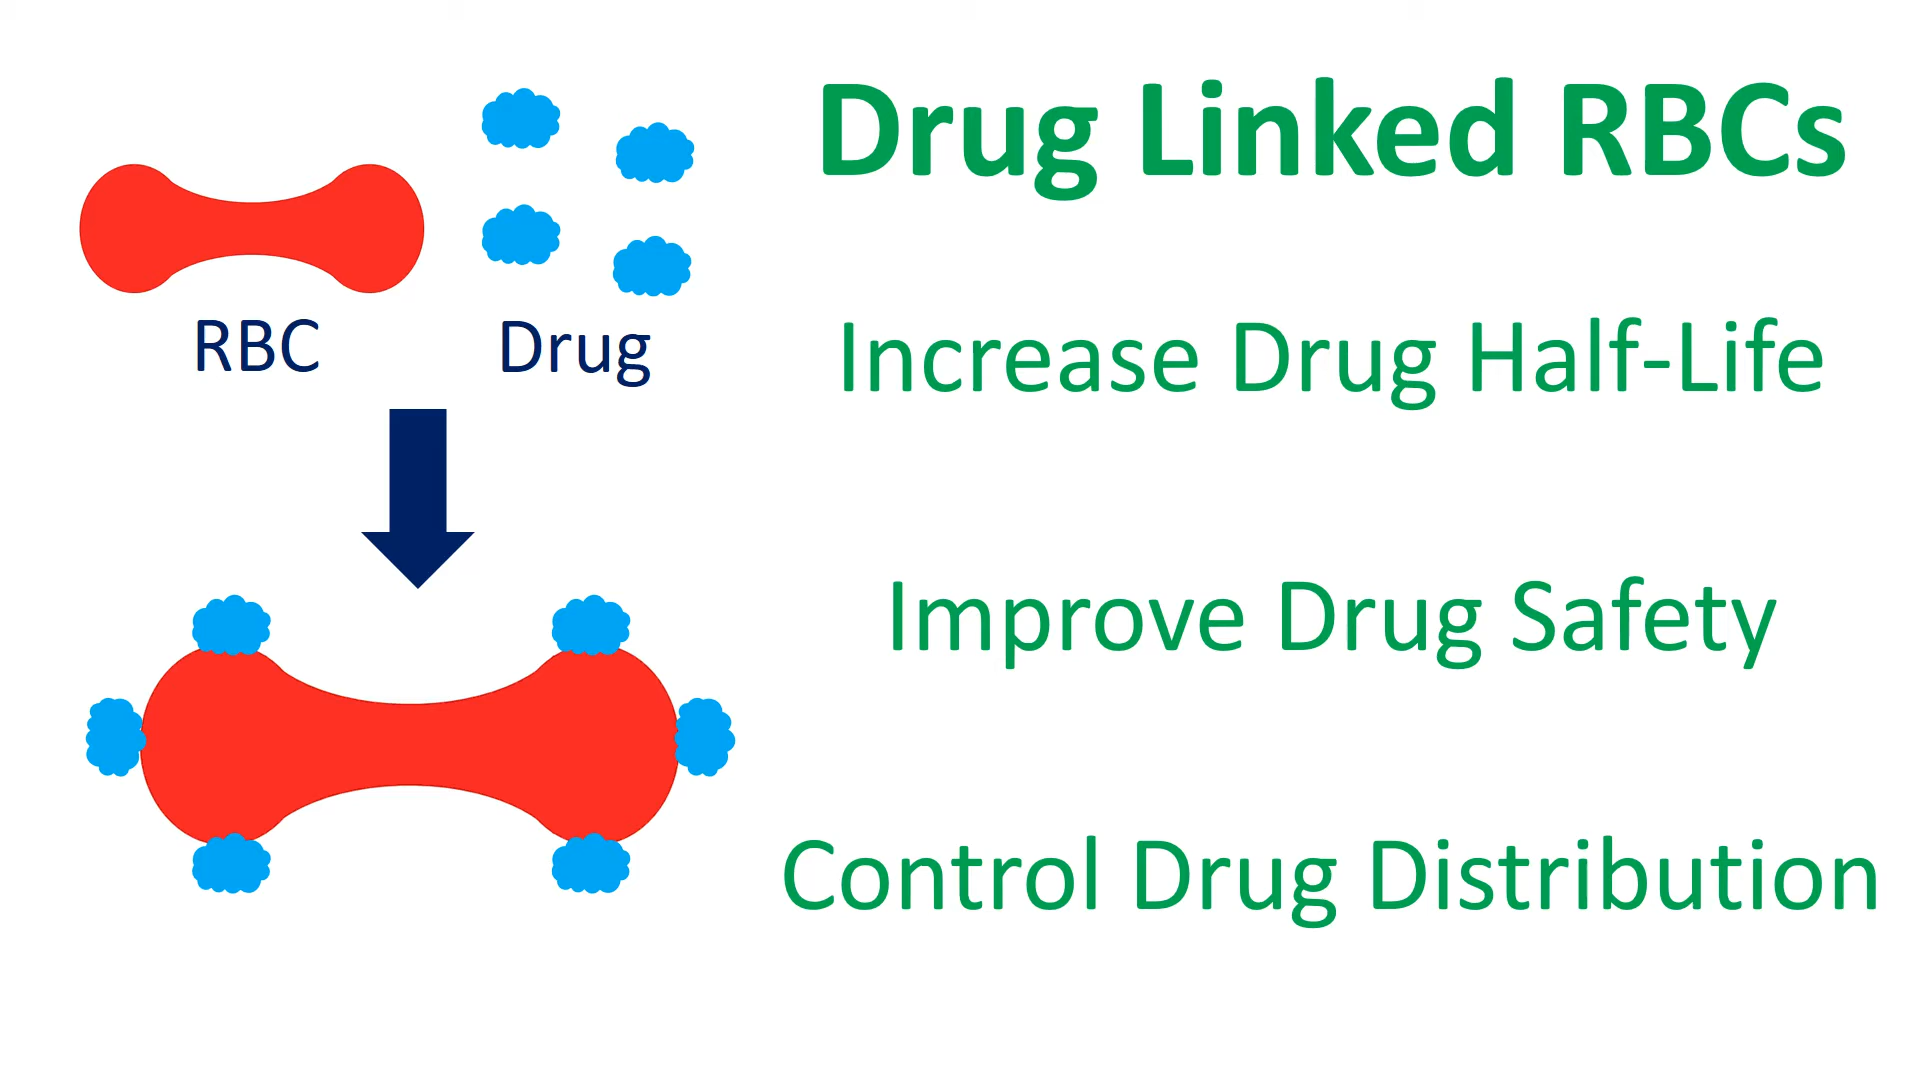 Drug Linked RBCs
RBC
Drug
Increase Drug Half-Life
Improve Drug Safety
Control Drug Distribution